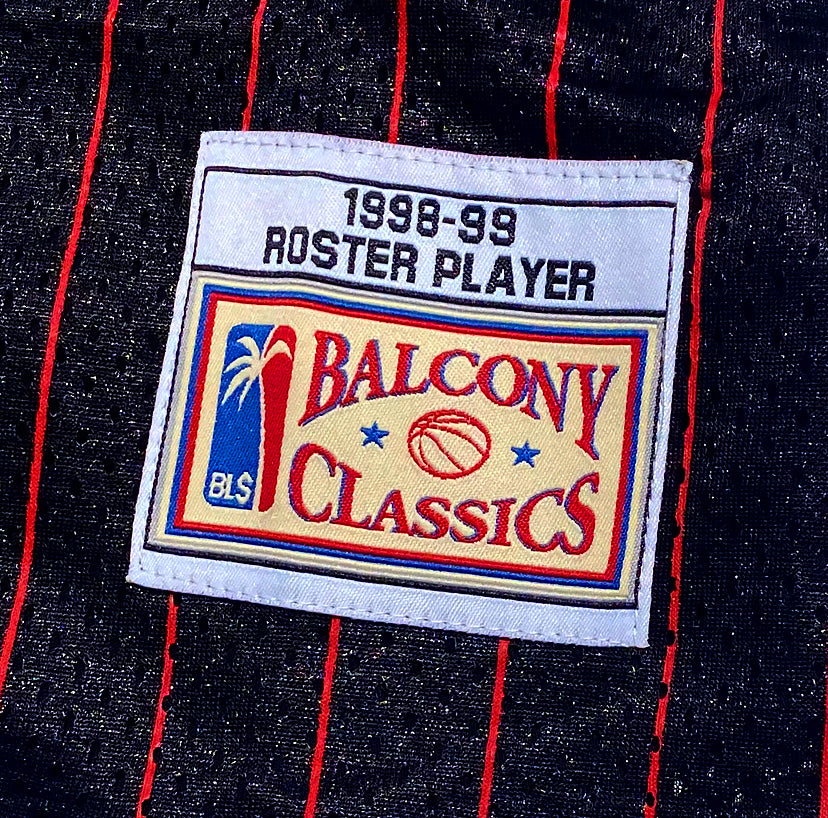 1998-99
ROSTER PLAYER
BALCONY
CLASSICS
BL$